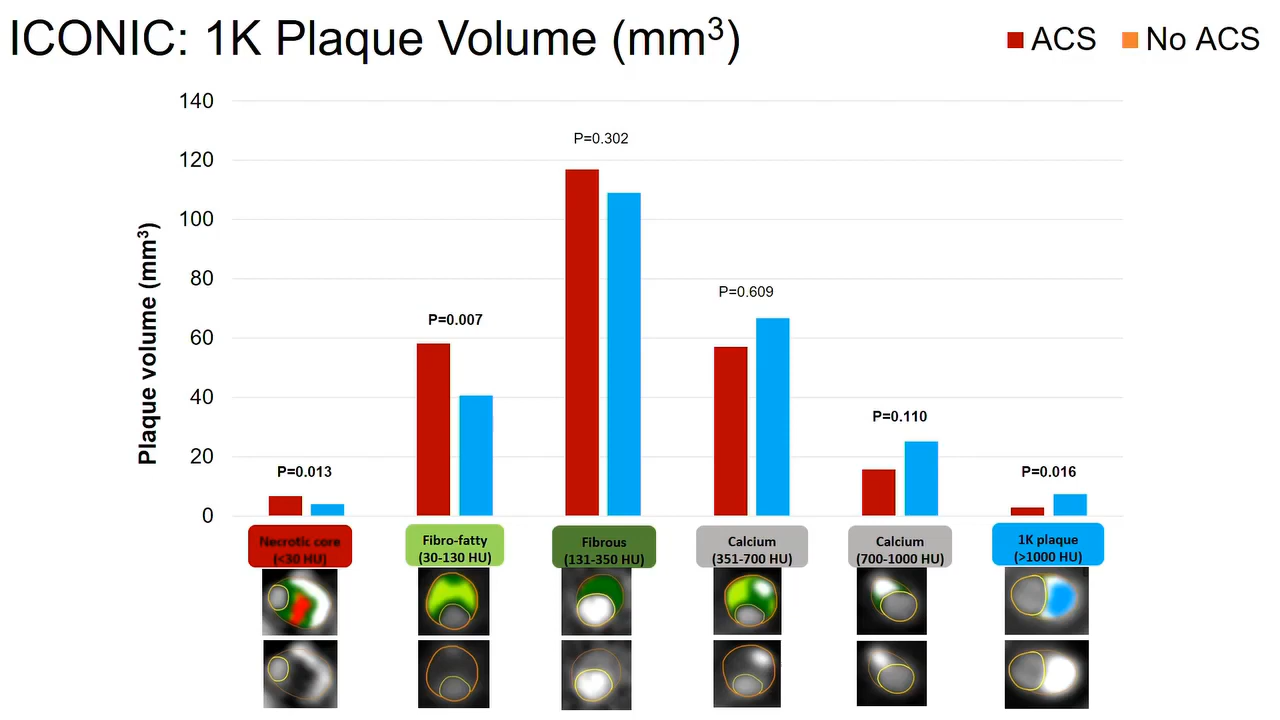 ICONIC: 1K Plaque Volume (mm³)
ACS
No ACS
Plaque volume (mm³)
140
120
100
80
60
40
20
0
P=0.013
P=0.007
P=0.302
P=0.609
P=0.110
P=0.016
Necrotic core
(<30 HU)
Fibro-fatty
(30-130 HU)
Fibrous
(131-350 HU)
Calcium
(351-700 HU)
Calcium
(700-1000 HU)
1K plaque
(>1000 HU)